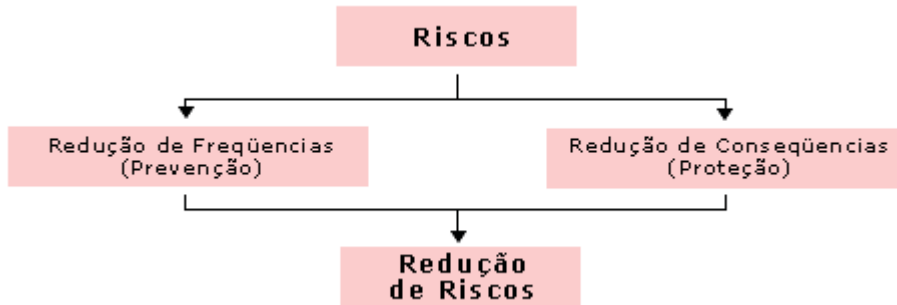 Riscos
Redução de Freqüencias
(Prevenção)
Redução de Conseqüencias
(Proteção)
Redução
de Riscos